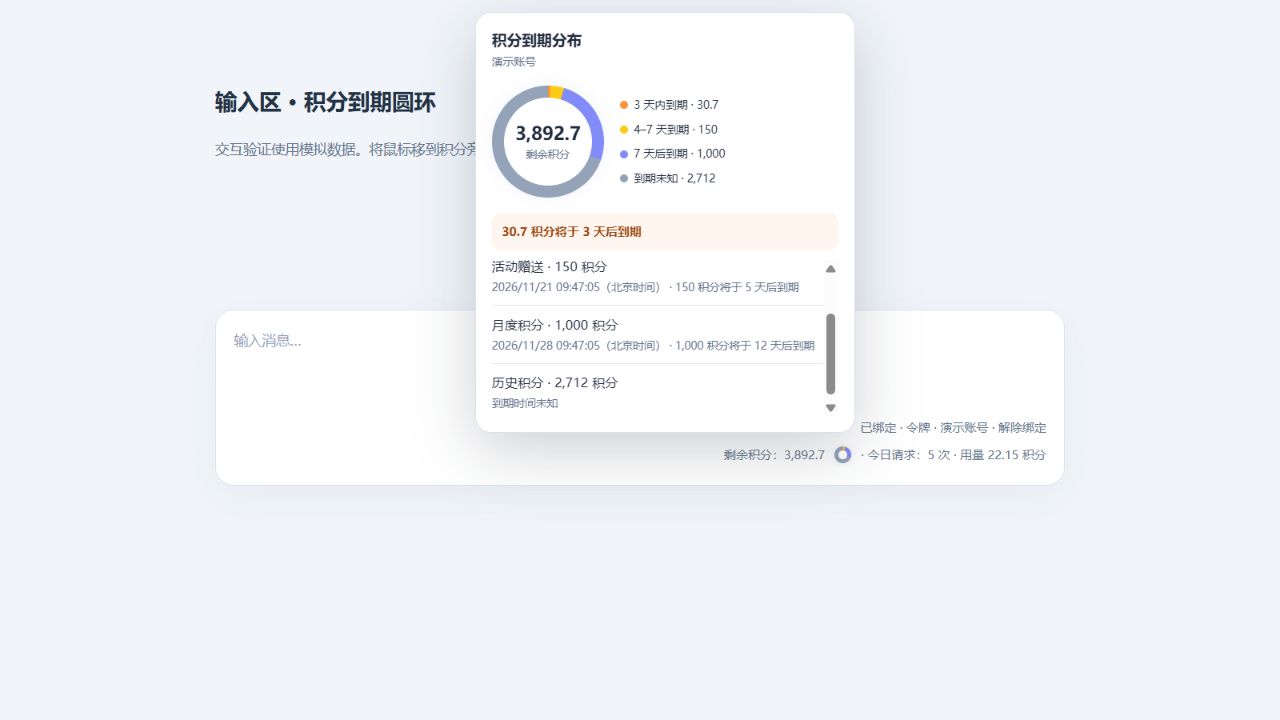 积分到期分布
演示账号
输入区 · 积分到期圆环
交互验证使用模拟数据。将鼠标移到积分
3,892.7
剩余积分
3 天内到期 · 30.7
4–7 天到期 · 150
7 天后到期 · 1,000
到期未知 · 2,712
30.7 积分将于 3 天后到期
活动赠送 · 150 积分
2026/11/21 09:47:05（北京时间） · 150 积分将于 5 天后到期
月度积分 · 1,000 积分
2026/11/28 09:47:05（北京时间） · 1,000 积分将于 12 天后到期
历史积分 · 2,712 积分
到期时间未知
输入消息...
已绑定 · 令牌 · 演示账号 · 解除绑定
剩余积分：3,892.7 · 今日请求：5 次 · 用量 22.15 积分